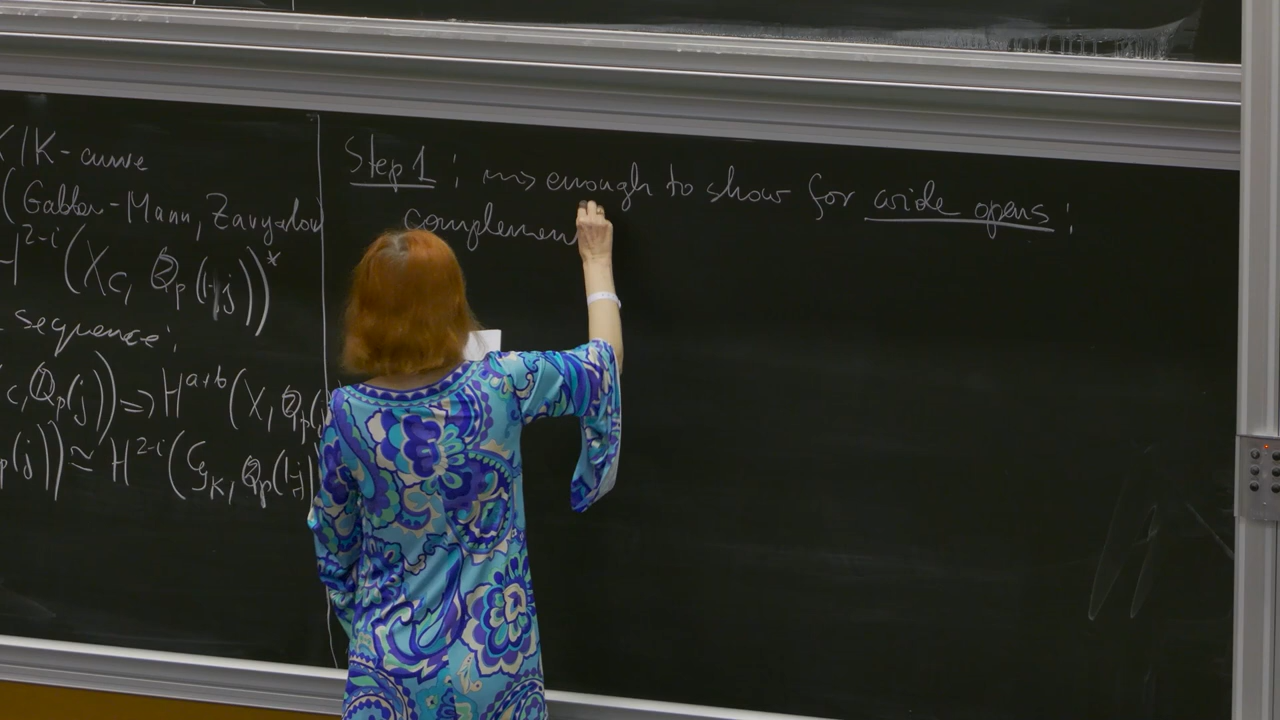 X/K-curve
(Gabber-Mann, Zavyalov
H^{2-i}(X_C, Q_p(1-j))^*
sequence:
C, Q_p(j)) ⇒ H^{a+b}(X, Q_p(j
Q_p(j)) ≃ H^{2-i}(G_K, Q_p(1-j)
Step 1: ⇝ enough to show for wide opens:
complemen